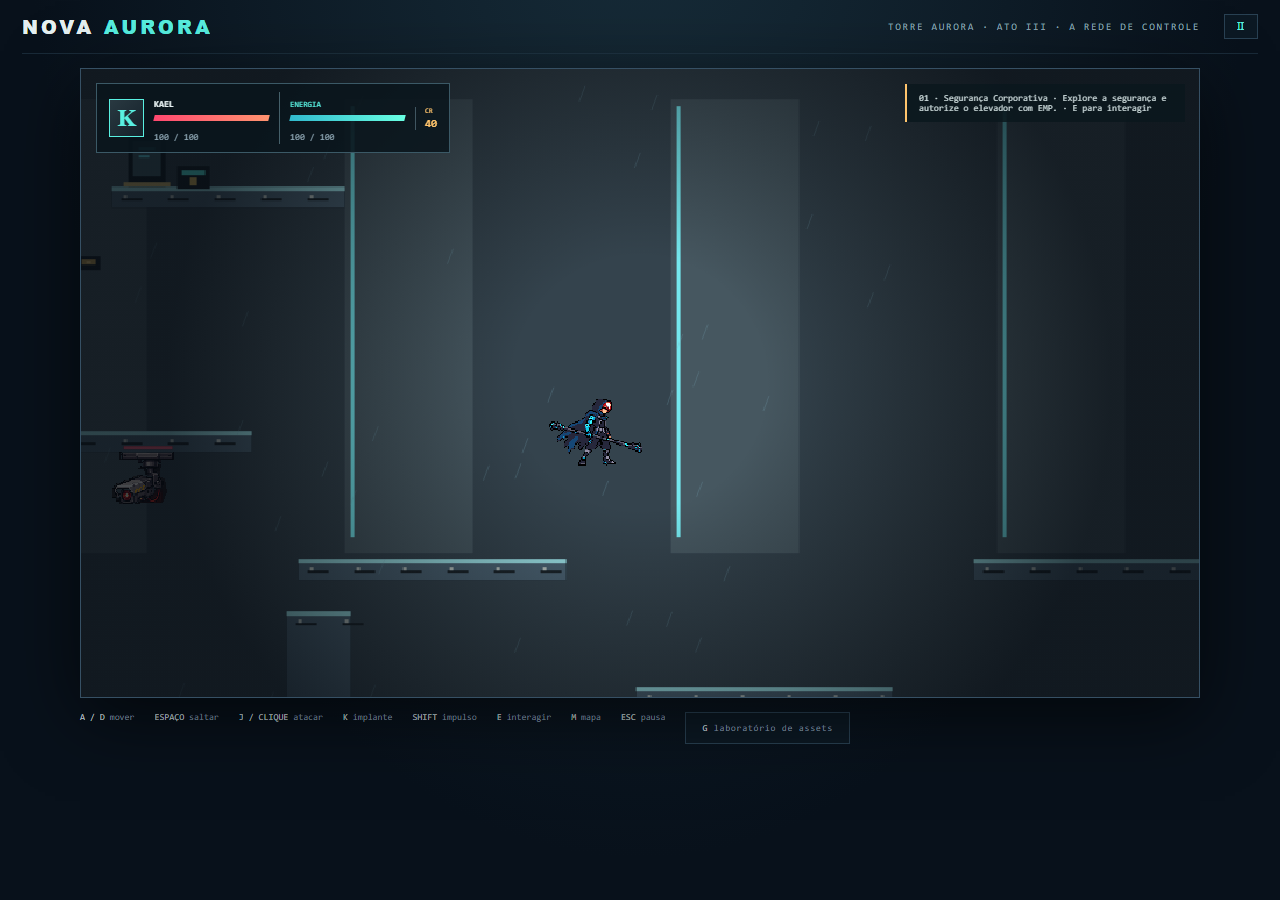 NOVA AURORA
TORRE AURORA · ATO III · A REDE DE CONTROLE
II
K
KAEL
100 / 100
ENERGIA
100 / 100
CR
40
01 · Segurança Corporativa · Explore a segurança e
autorize o elevador com EMP. · E para interagir
A / D mover
ESPAÇO saltar
J / CLIQUE atacar
K implante
SHIFT impulso
E interagir
M mapa
ESC pausa
G laboratório de assets